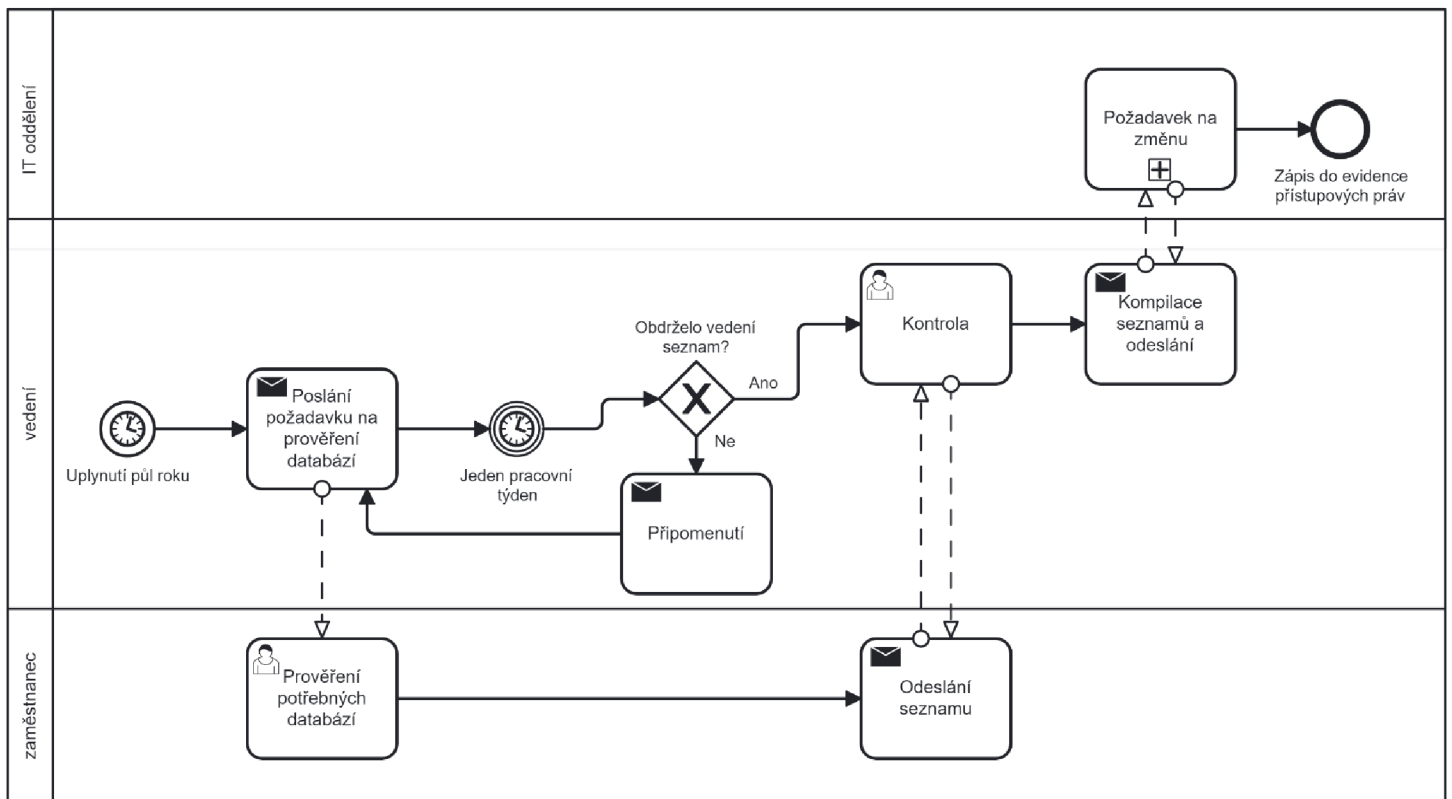 IT oddělení
Požadavek na
změnu
Zápis do evidence
přístupových práv
vedení
Uplynutí půl roku
Poslání
požadavku na
prověření
databází
Jeden pracovní
týden
Obdrželo vedení
seznam?
Ano
Ne
Připomenutí
Kontrola
Kompilace
seznamů a
odeslání
zaměstnanec
Prověření
potřebných
databází
Odeslání
seznamu